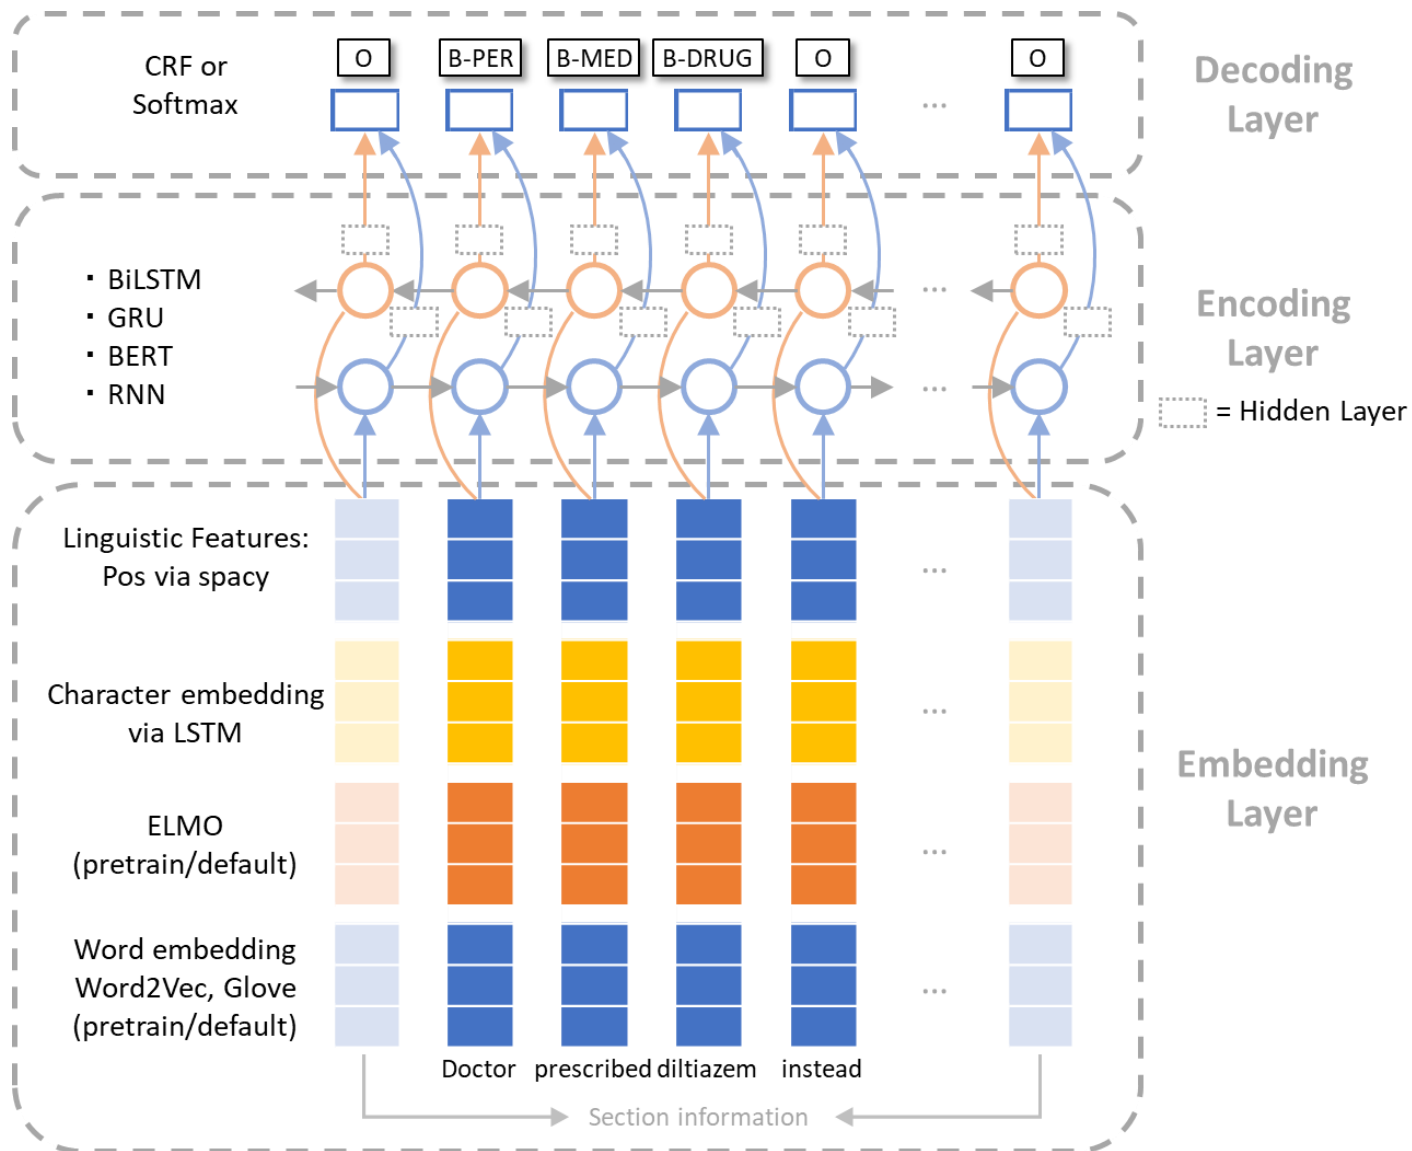 CRF or
Softmax
O
B-PER
B-MED
B-DRUG
O
...
O
Decoding
Layer
· BiLSTM
· GRU
· BERT
· RNN
...
...
Encoding
Layer
= Hidden Layer
Linguistic Features:
Pos via spacy
...
Character embedding
via LSTM
...
ELMO
(pretrain/default)
...
Embedding
Layer
Word embedding
Word2Vec, Glove
(pretrain/default)
...
Doctor prescribed diltiazem instead
Section information